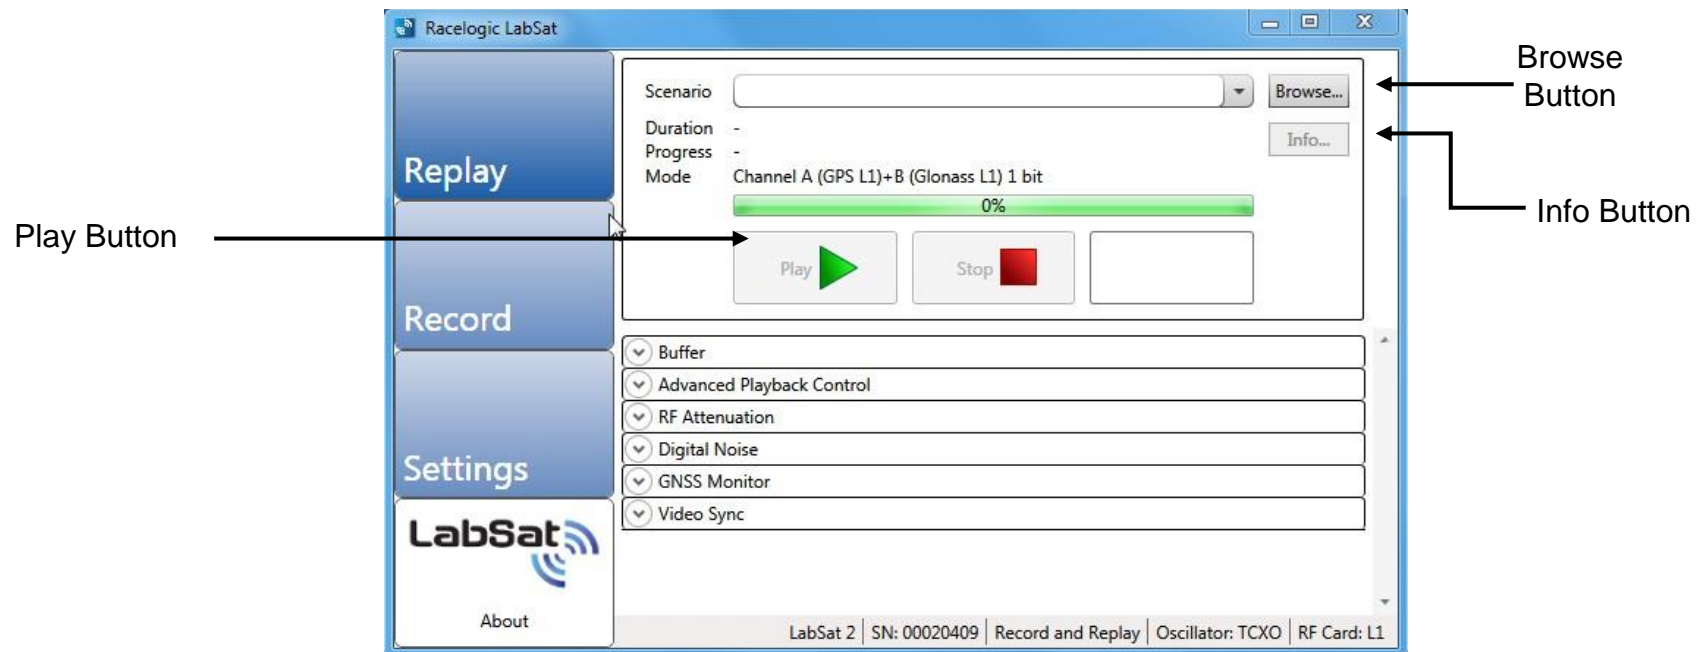 Racelogic LabSat
Browse
Button
Scenario
Browse...
Duration -
Info...
Progress -
Replay
Mode Channel A (GPS L1)+B (Glonass L1) 1 bit
0%
Info Button
Play Button
Play
Stop
Record
Buffer
Advanced Playback Control
RF Attenuation
Digital Noise
Settings
GNSS Monitor
Video Sync
LabSat
About
LabSat 2 SN: 00020409 Record and Replay Oscillator: TCXO RF Card: L1